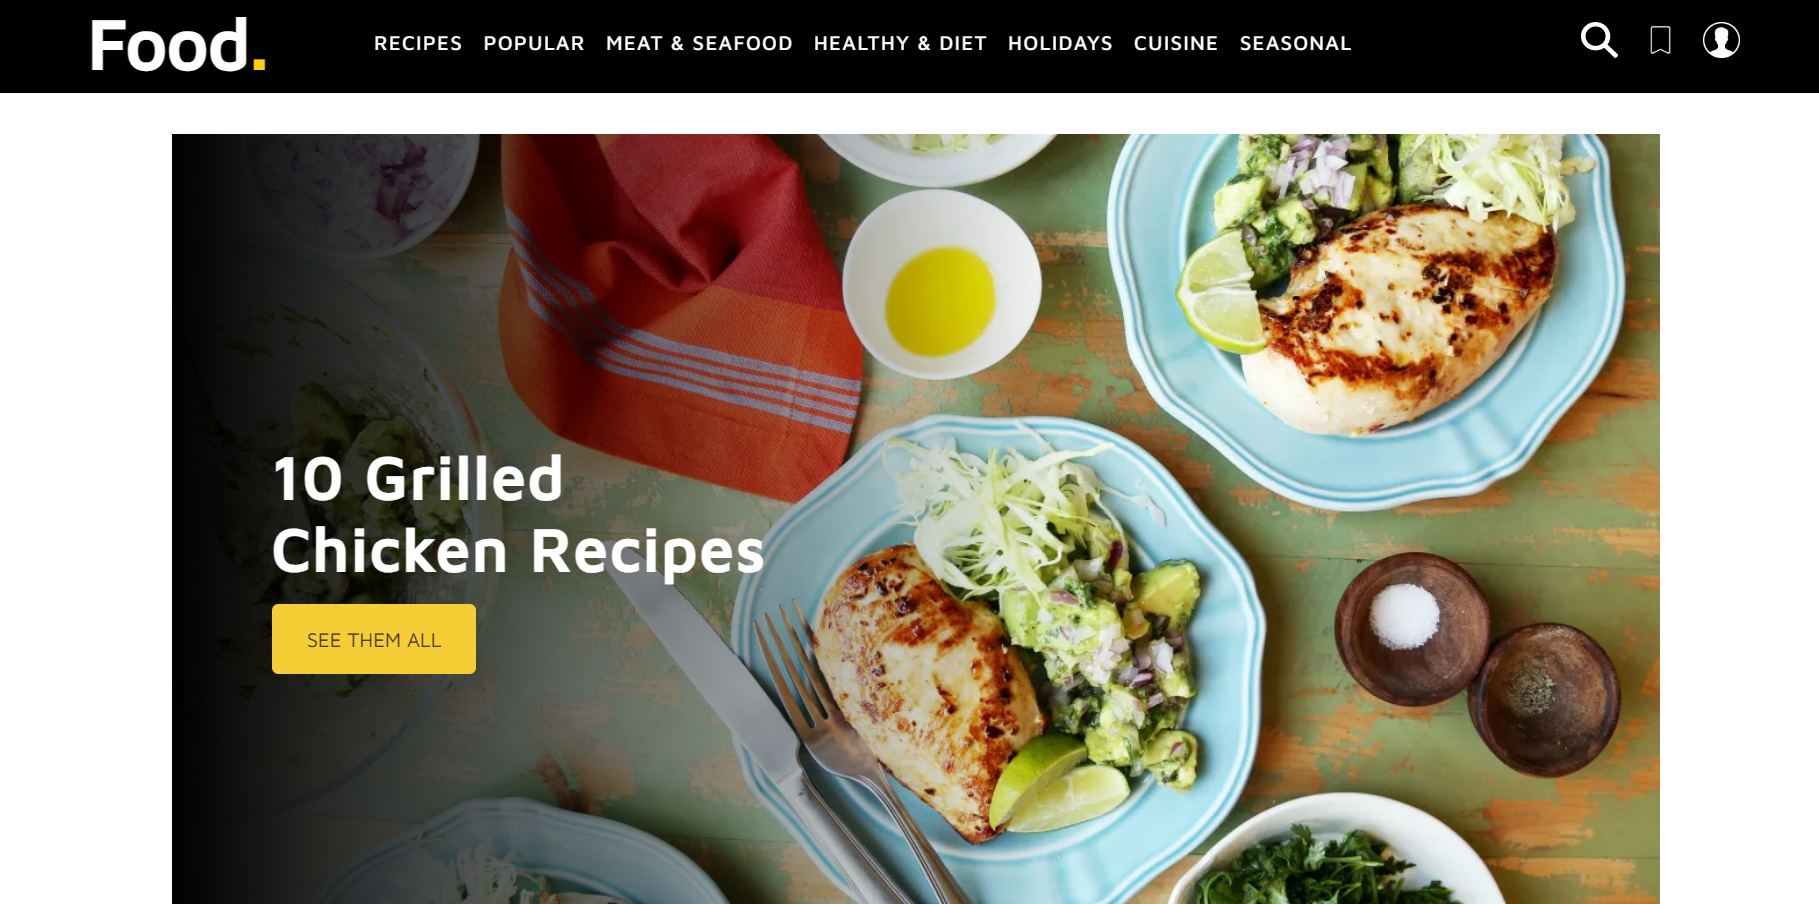 Food.
RECIPES POPULAR MEAT & SEAFOOD HEALTHY & DIET HOLIDAYS CUISINE SEASONAL
10 Grilled
Chicken Recipes
SEE THEM ALL